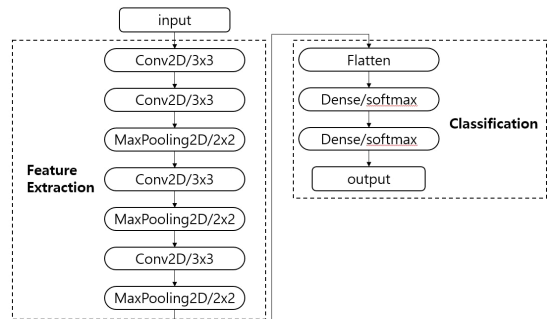 input
Conv2D/3x3
Conv2D/3x3
MaxPooling2D/2x2
Feature
Extraction
Conv2D/3x3
MaxPooling2D/2x2
Conv2D/3x3
MaxPooling2D/2x2
Flatten
Dense/softmax
Classification
Dense/softmax
output